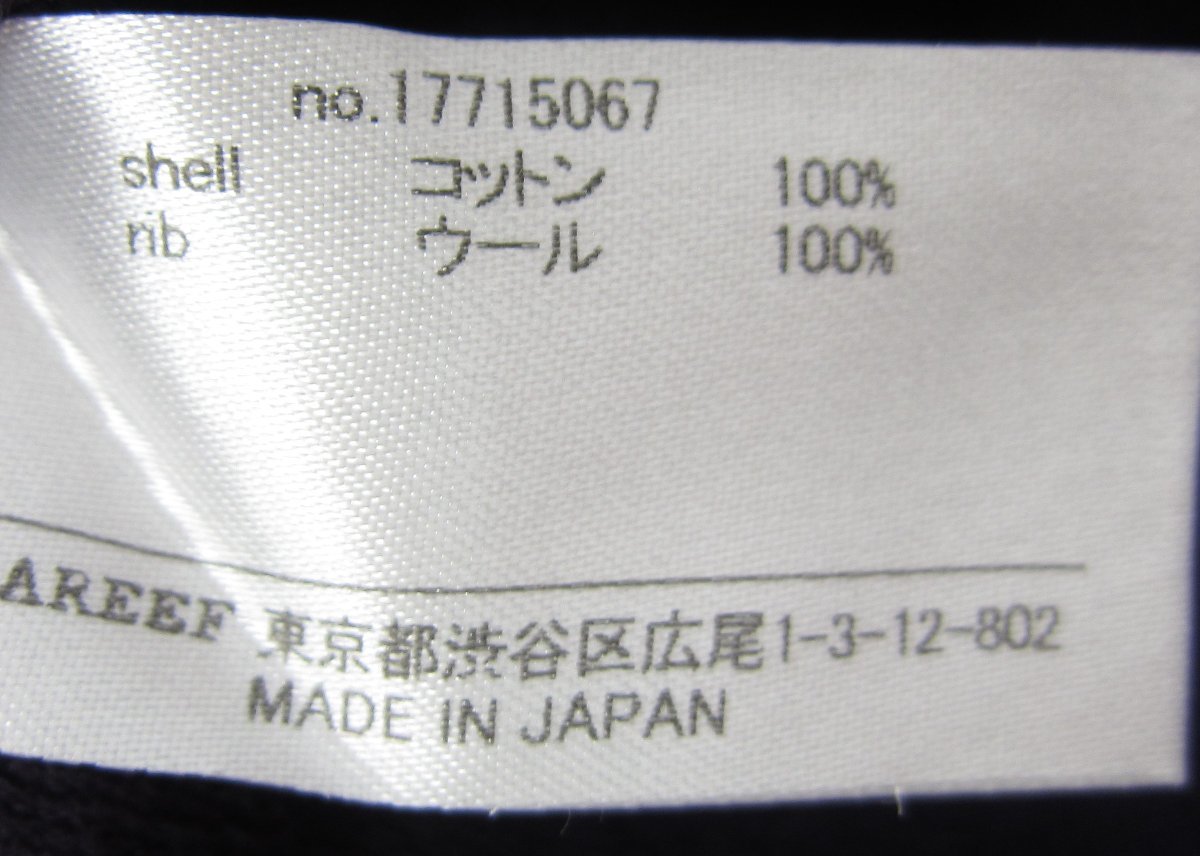 no.17715067
shell コットン 100%
rib ウール 100%
AREEF 東京都渋谷区広尾1-3-12-802
MADE IN JAPAN